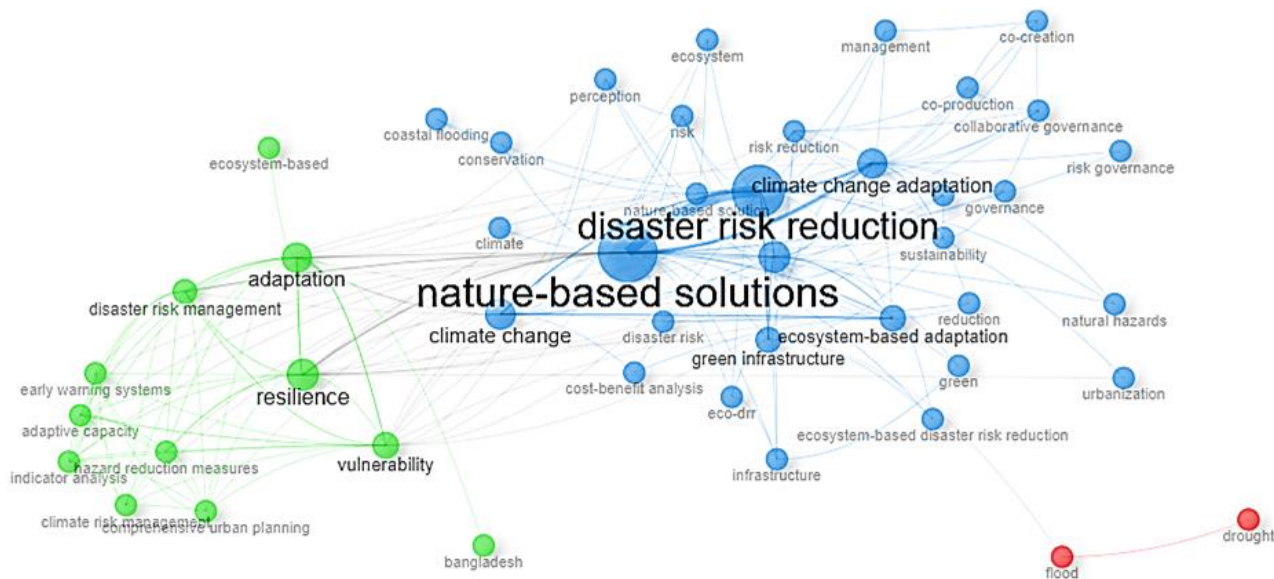 co-creation
management
ecosystem
perception
co-production
coastal flooding
risk
collaborative governance
risk reduction
conservation
ecosystem-based
risk governance
climate change adaptation
nature-based solution
governance
disaster risk reduction
climate
sustainability
adaptation
nature-based solutions
disaster risk management
reduction
natural hazards
climate change
disaster risk
ecosystem-based adaptation
green infrastructure
early warning systems
resilience
cost-benefit analysis
green
urbanization
eco-drr
adaptive capacity
ecosystem-based disaster risk reduction
vulnerability
hazard reduction measures
indicator analysis
infrastructure
climate risk management
comprehensive urban planning
drought
bangladesh
flood